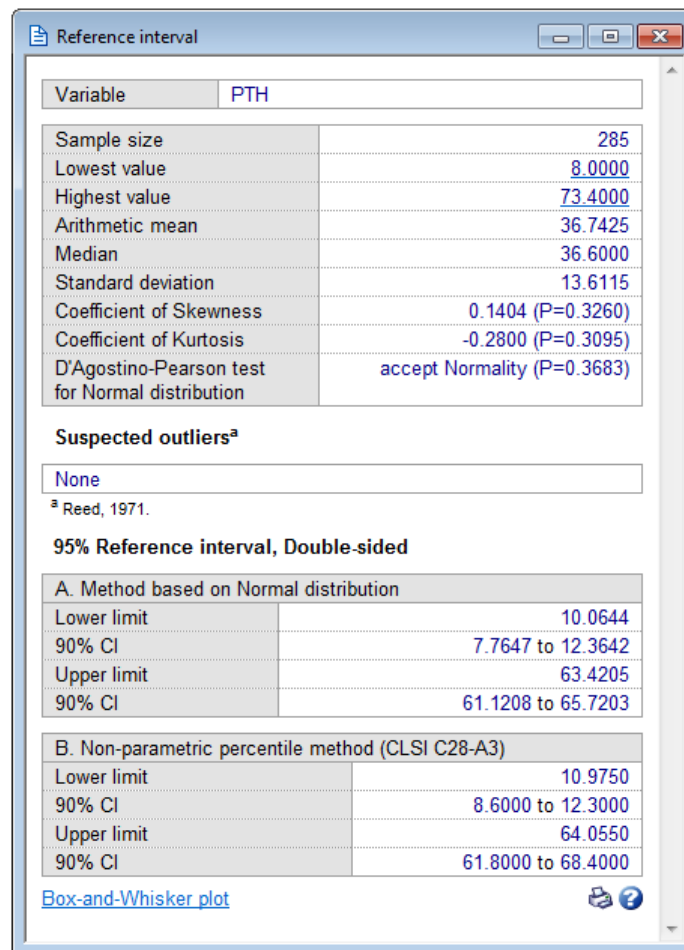 Reference interval
Variable PTH
Sample size 285
Lowest value 8.0000
Highest value 73.4000
Arithmetic mean 36.7425
Median 36.6000
Standard deviation 13.6115
Coefficient of Skewness 0.1404 (P=0.3260)
Coefficient of Kurtosis -0.2800 (P=0.3095)
D'Agostino-Pearson test accept Normality (P=0.3683)
for Normal distribution
Suspected outliersᵃ
None
ᵃ Reed, 1971.
95% Reference interval, Double-sided
A. Method based on Normal distribution
Lower limit 10.0644
90% CI 7.7647 to 12.3642
Upper limit 63.4205
90% CI 61.1208 to 65.7203
B. Non-parametric percentile method (CLSI C28-A3)
Lower limit 10.9750
90% CI 8.6000 to 12.3000
Upper limit 64.0550
90% CI 61.8000 to 68.4000
Box-and-Whisker plot